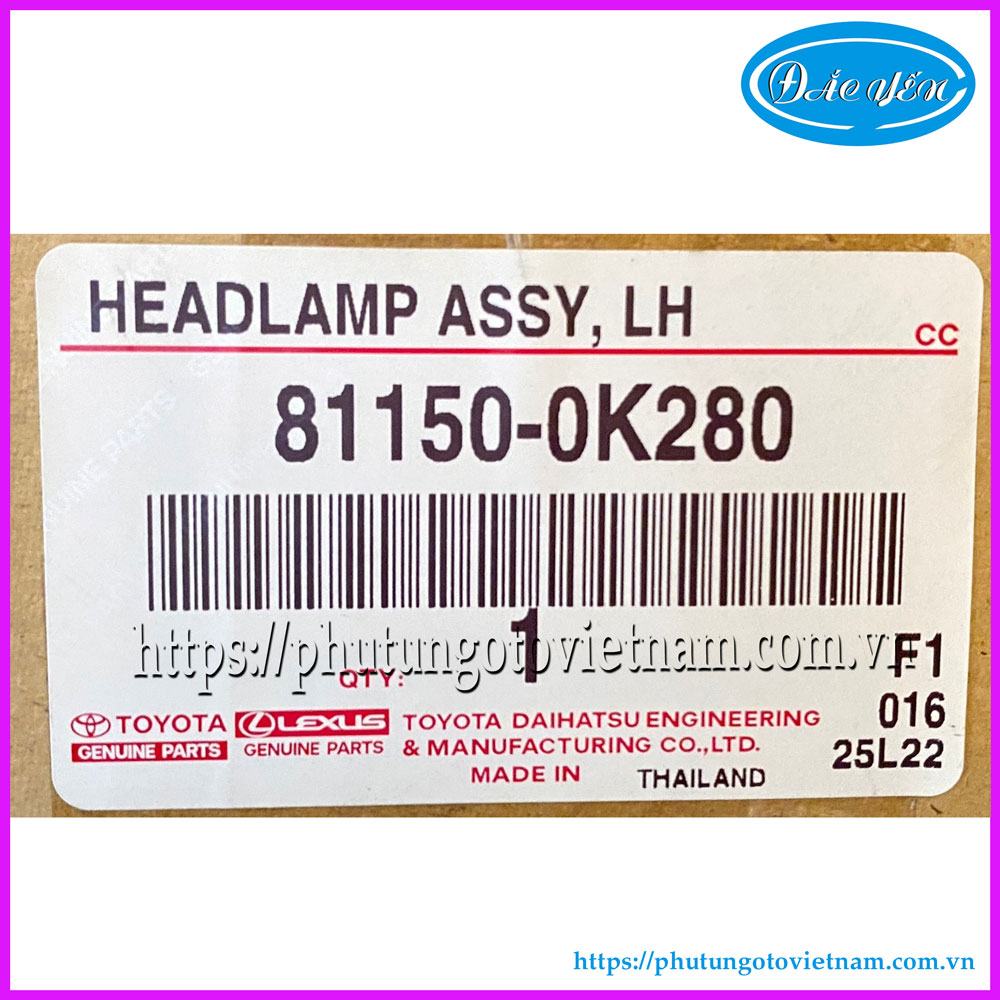 ĐẮC YẾN
HEADLAMP ASSY, LH
CC
81150-0K280
https://phutungotovietnam.com.vn
QTY: 1
F1
016
25L22
TOYOTA
GENUINE PARTS
LEXUS
GENUINE PARTS
TOYOTA DAIHATSU ENGINEERING
& MANUFACTURING CO.,LTD.
MADE IN THAILAND
https://phutungotovietnam.com.vn